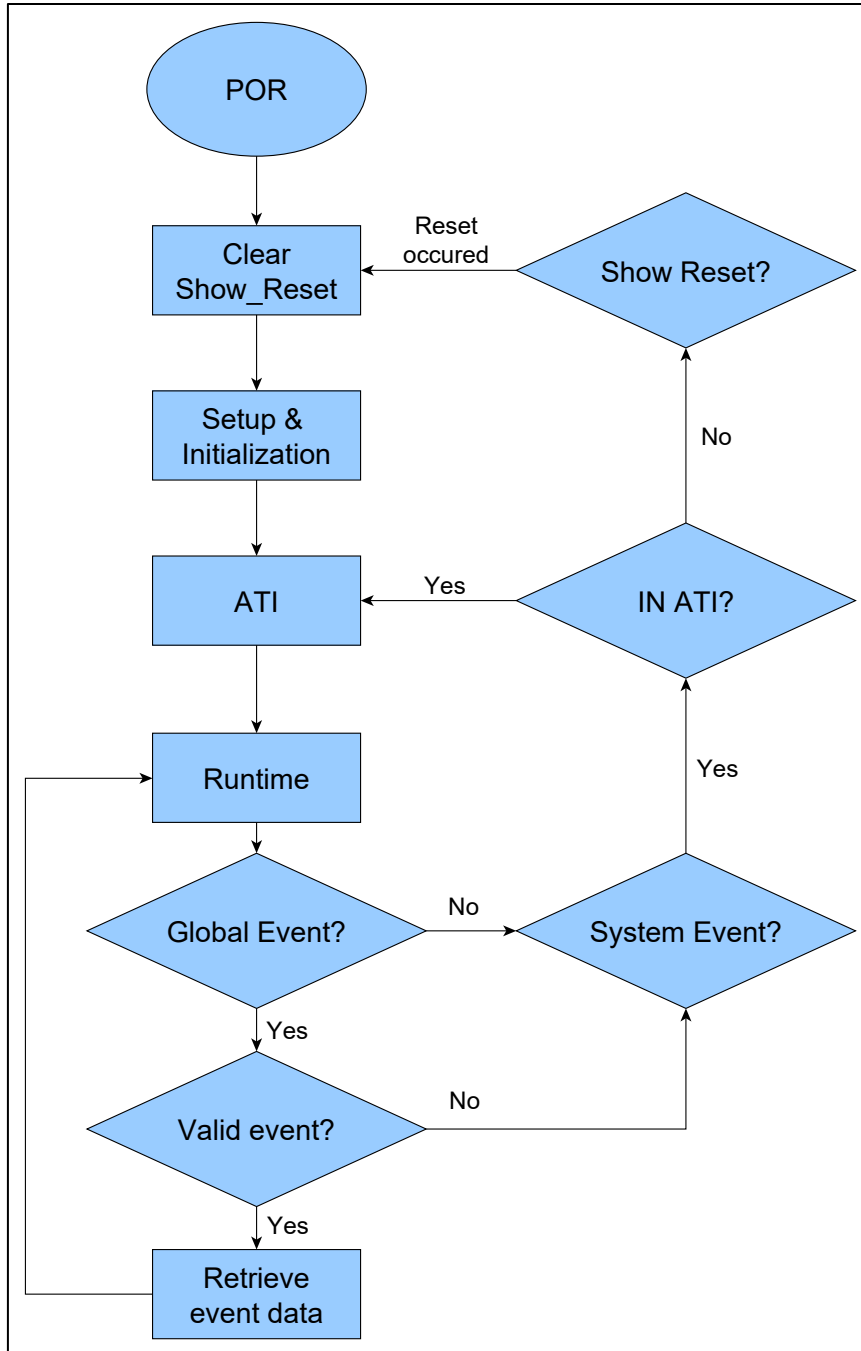 POR
Clear
Show_Reset
Reset
occured
Show Reset?
Setup &
Initialization
No
ATI
Yes
IN ATI?
Runtime
Yes
Global Event?
No
System Event?
Yes
Valid event?
No
Yes
Retrieve
event data